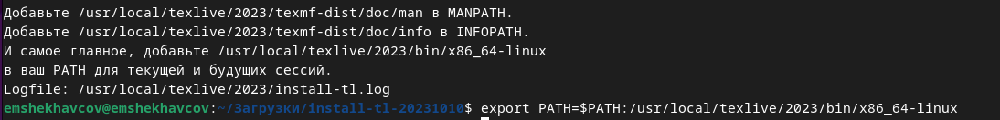 Добавьте /usr/local/texlive/2023/texmf-dist/doc/man в MANPATH.
Добавьте /usr/local/texlive/2023/texmf-dist/doc/info в INFOPATH.
И самое главное, добавьте /usr/local/texlive/2023/bin/x86_64-linux
в ваш PATH для текущей и будущих сессий.
Logfile: /usr/local/texlive/2023/install-tl.log
emshekhavcov@emshekhavcov:~/Загрузки/install-tl-20231010$ export PATH=$PATH:/usr/local/texlive/2023/bin/x86_64-linux